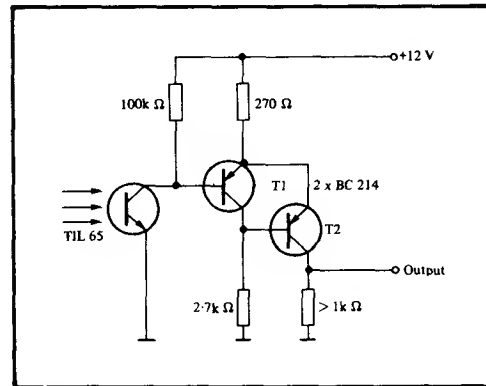 +12 V
100k Ω
270 Ω
T1
2 x BC 214
TIL 65
T2
Output
2·7k Ω
> 1k Ω